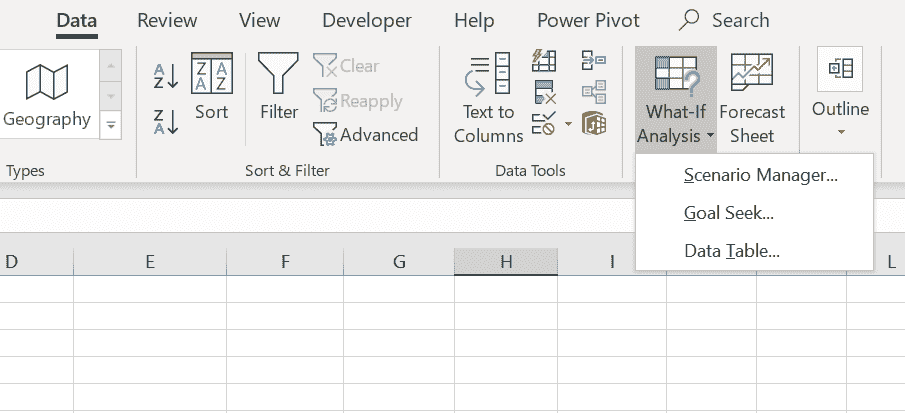 Data Review View Developer Help Power Pivot Search
Geography
A
Z
Z
A
Z A
A Z
Sort
Filter
Clear
Reapply
Advanced
Text to
Columns
What-If
Analysis
Forecast
Sheet
Outline
Types
Sort & Filter
Data Tools
Scenario Manager...
Goal Seek...
Data Table...
D E F G H I L